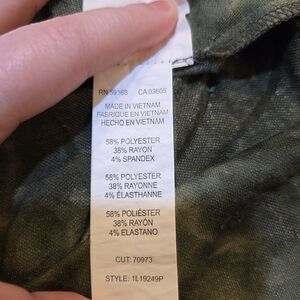 RN 59168 CA 03605
MADE IN VIETNAM
FABRIQUE EN VIETNAM
HECHO EN VIETNAM
58% POLYESTER
38% RAYON
4% SPANDEX
58% POLYESTER
38% RAYONNE
4% ÉLASTHANNE
58% POLIÉSTER
38% RAYÓN
4% ELASTANO
CUT: 70973
STYLE: 1L19249P